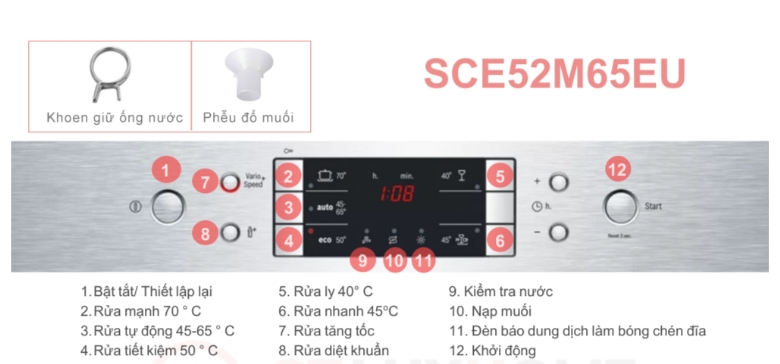 SCE52M65EU
Khoen giữ ống nước
Phễu đổ muối
1
7
Vario
Speed
+
8
2
70°
h.
min.
40°
5
3
auto
45-
65°
1:08
4
eco
50°
45°
6
9
10
11
+
h.
−
12
Start
Reset 3 sec.
1. Bật tắt/ Thiết lập lại
2. Rửa mạnh 70 ° C
3. Rửa tự động 45-65 ° C
4. Rửa tiết kiệm 50 ° C
5. Rửa ly 40° C
6. Rửa nhanh 45°C
7. Rửa tăng tốc
8. Rửa diệt khuẩn
9. Kiểm tra nước
10. Nạp muối
11. Đèn báo dung dịch làm bóng chén đĩa
12. Khởi động